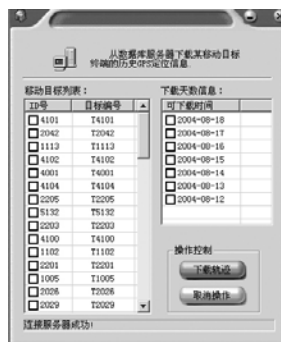 从数据库服务器下载某移动目标
终端的历史GPS定位信息
移动目标列表：
ID号 目标编号
4101 T4101
2042 T2042
1113 T1113
4102 T4102
4001 T4001
4104 T4104
2205 T2205
5132 T5132
2203 T2203
4100 T4100
1102 T1102
2201 T2201
1005 T1005
2026 T2026
2029 T2029
下载天数信息：
可下载时间
2004-08-18
2004-08-17
2004-08-16
2004-08-15
2004-08-14
2004-08-13
2004-08-12
操作控制
下载轨迹
取消操作
连接服务器成功!